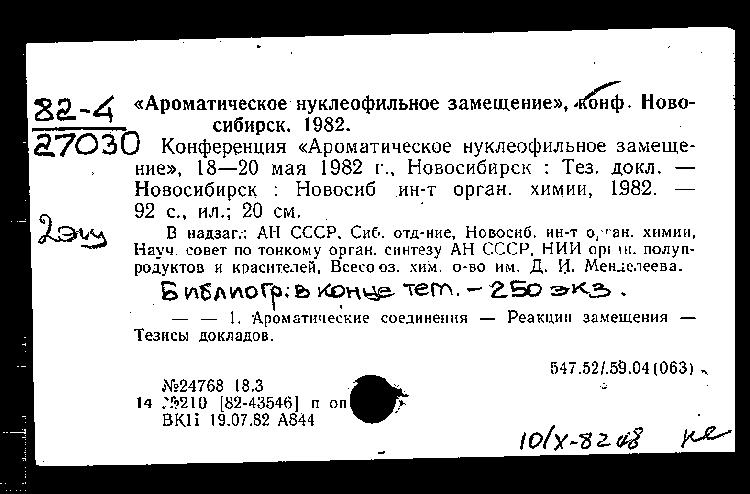 82-4
27030
2экз
«Ароматическое нуклеофильное замещение», конф. Ново-
сибирск. 1982.
Конференция «Ароматическое нуклеофильное замеще-
ние», 18—20 мая 1982 г., Новосибирск : Тез. докл. —
Новосибирск : Новосиб ин-т орган. химии, 1982. —
92 с., ил.; 20 см.
В надзаг.: АН СССР, Сиб. отд-ние, Новосиб. ин-т орган. химии,
Науч. совет по тонкому орган. синтезу АН СССР, НИИ орган. полуп-
родуктов и красителей, Всесоюз. хим. о-во им. Д. И. Менделеева.
Библиогр: в конце тет. — 250 экз.
— — 1. Ароматические соединения — Реакции замещения —
Тезисы докладов.
547.52/.59.04(063)
№24768 18.3
14 №210 [82-43546] п оп
ВКП 19.07.82 А844
10/X-82